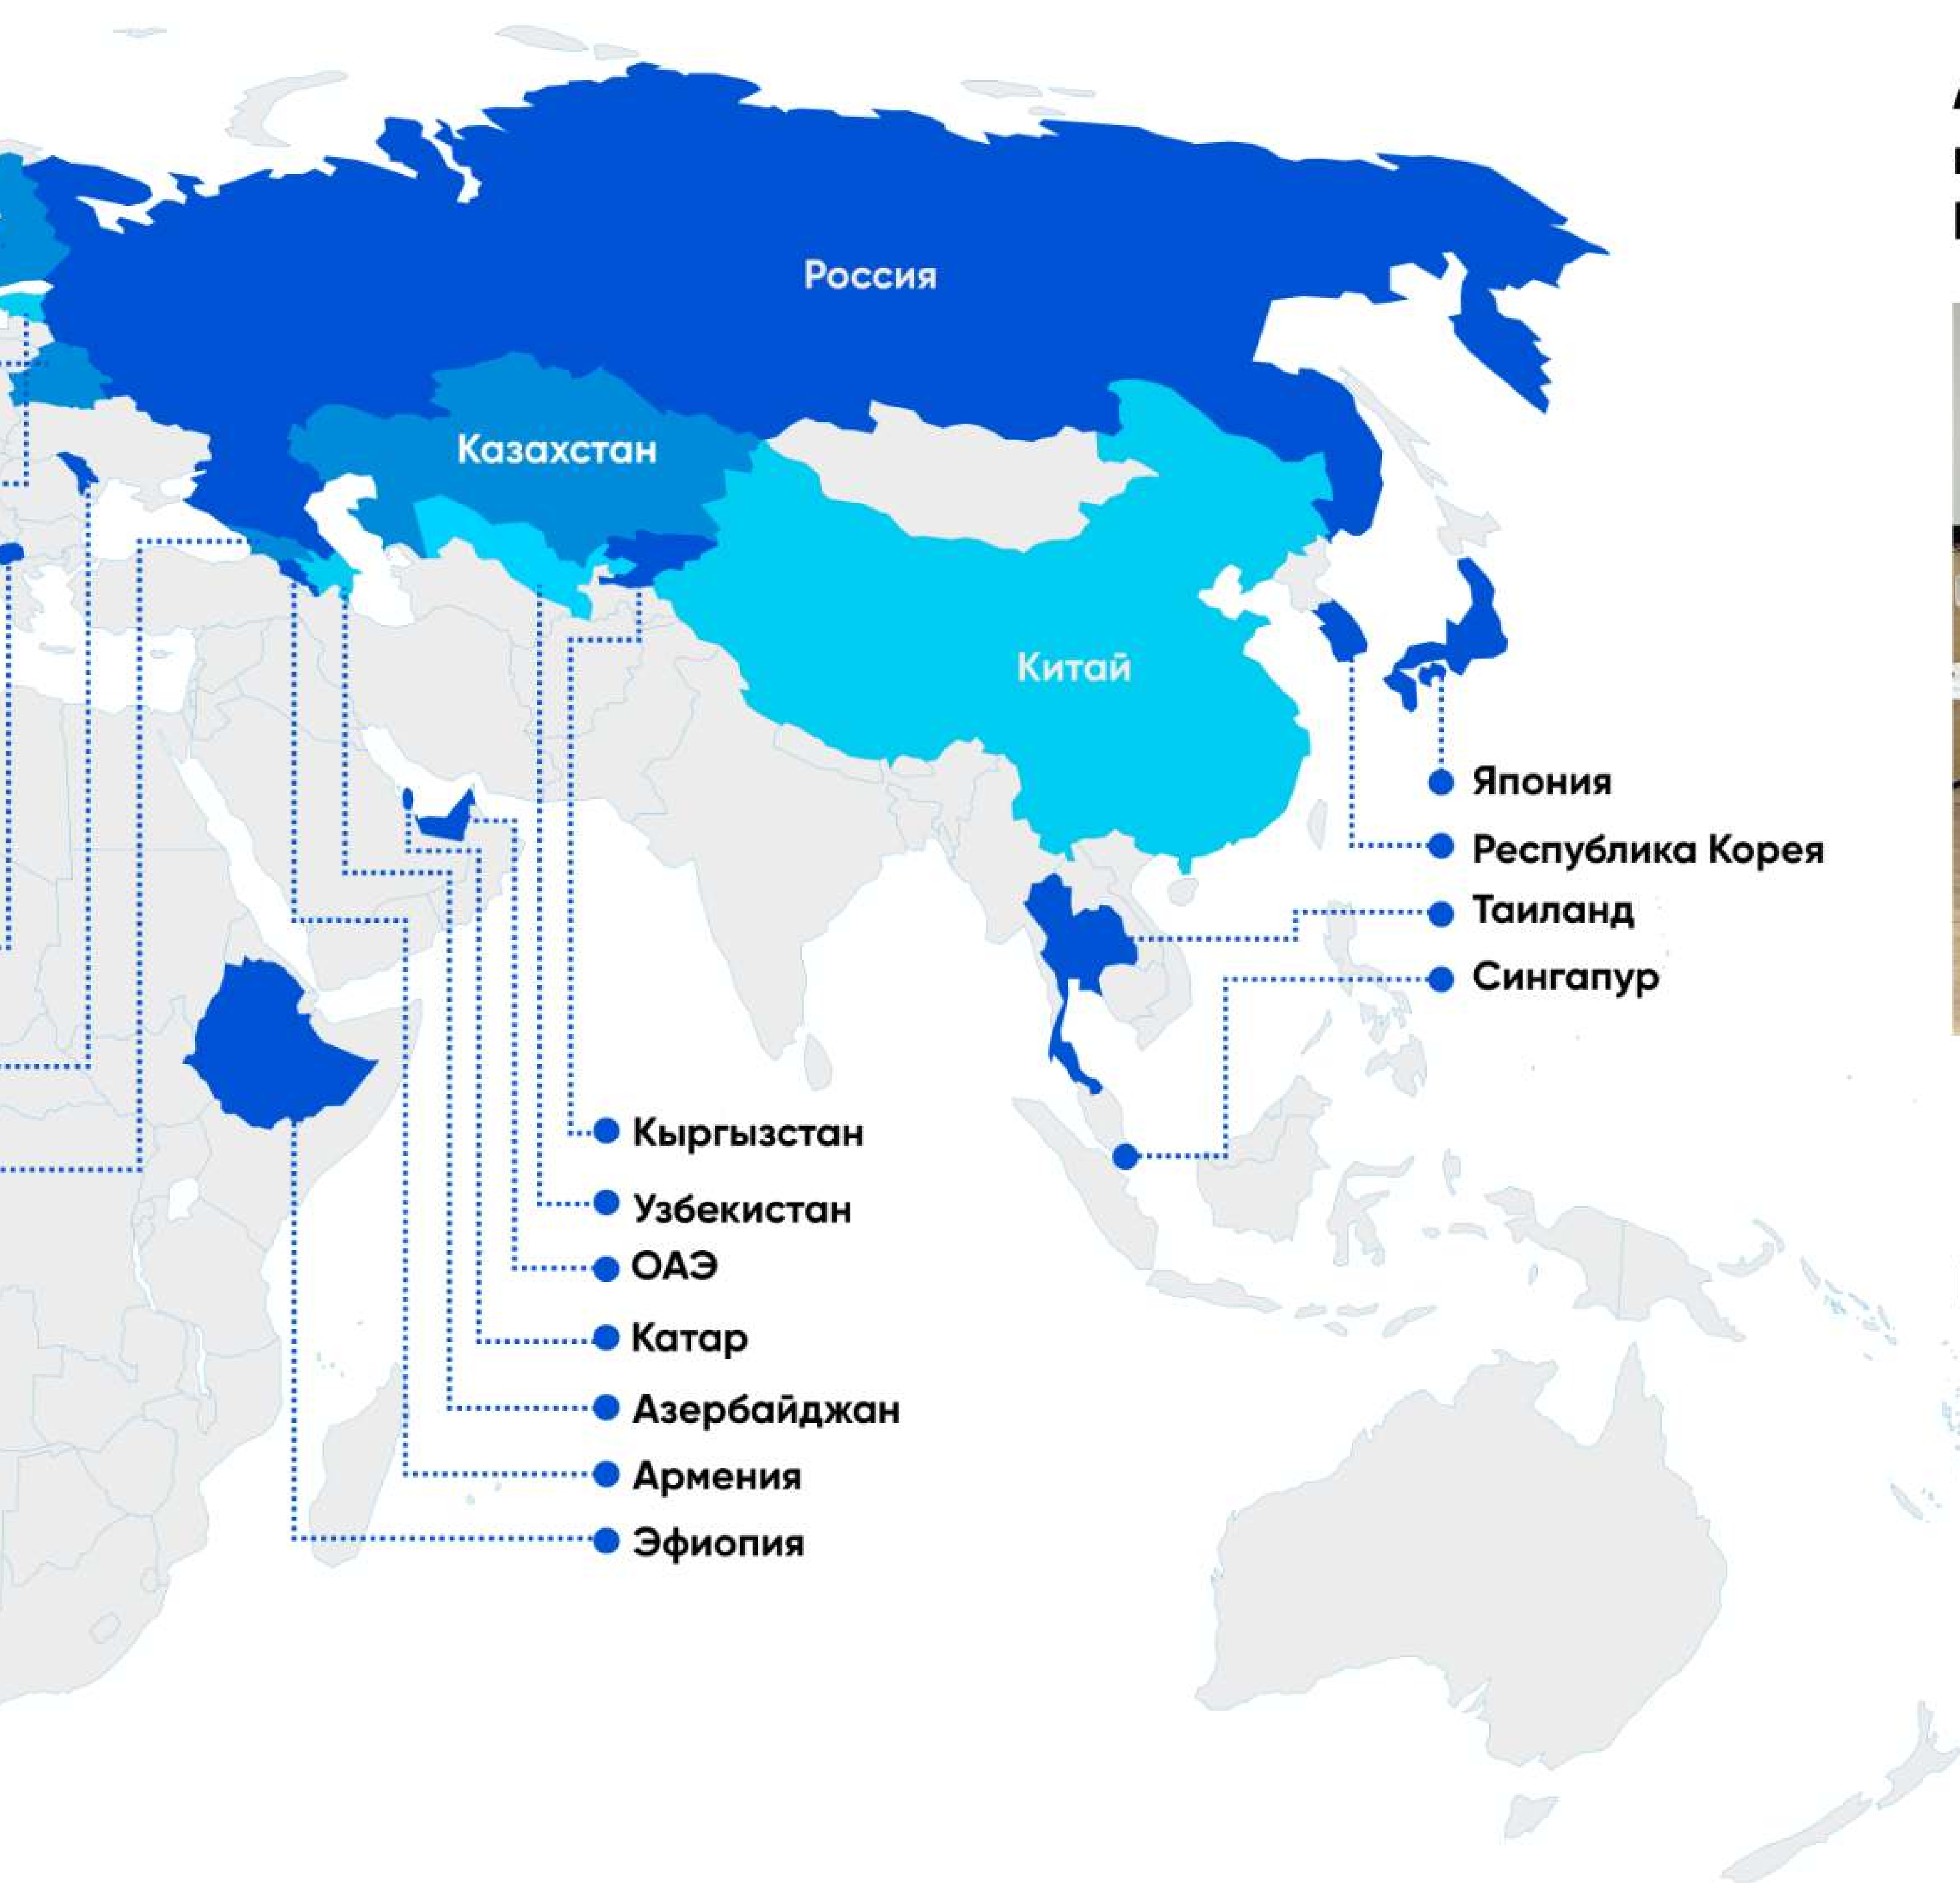 Россия
Казахстан
Китай
Япония
Республика Корея
Таиланд
Сингапур
Кыргызстан
Узбекистан
ОАЭ
Катар
Азербайджан
Армения
Эфиопия